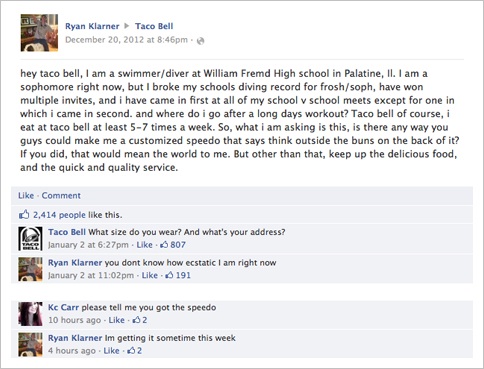 Ryan Klarner ▶ Taco Bell
December 20, 2012 at 8:46pm ·
hey taco bell, I am a swimmer/diver at William Fremd High school in Palatine, Il. I am a
sophomore right now, but I broke my schools diving record for frosh/soph, have won
multiple invites, and i have came in first at all of my school v school meets except for one in
which i came in second. and where do i go after a long days workout? Taco bell of course, i
eat at taco bell at least 5-7 times a week. So, what i am asking is this, is there any way you
guys could make me a customized speedo that says think outside the buns on the back of it?
If you did, that would mean the world to me. But other than that, keep up the delicious food,
and the quick and quality service.
Like · Comment
2,414 people like this.
TACO BELL
Taco Bell What size do you wear? And what's your address?
January 2 at 6:27pm · Like · 807
Ryan Klarner you dont know how ecstatic I am right now
January 2 at 11:02pm · Like · 191
Kc Carr please tell me you got the speedo
10 hours ago · Like · 2
Ryan Klarner Im getting it sometime this week
4 hours ago · Like · 2